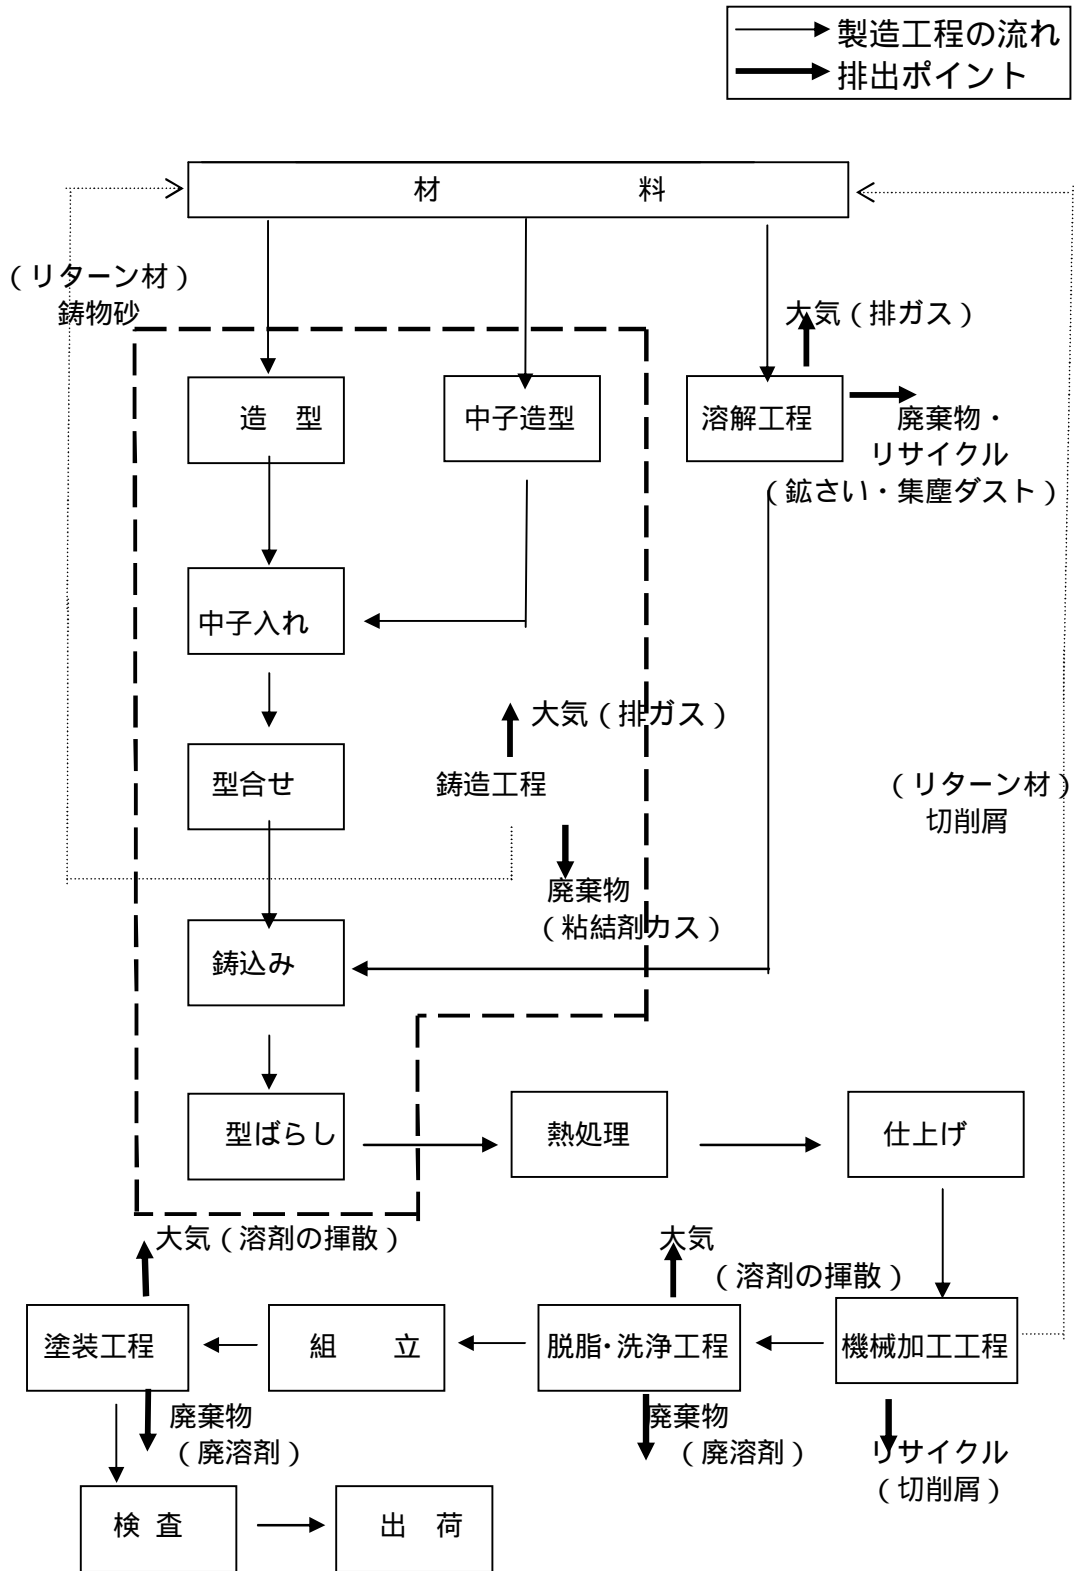 製造工程の流れ
排出ポイント
材　料
（リターン材）
鋳物砂
大気（排ガス）
造　型
中子造型
溶解工程
廃棄物・
リサイクル
（鉱さい・集塵ダスト）
中子入れ
大気（排ガス）
型合せ
鋳造工程
（リターン材）
切削屑
廃棄物
（粘結剤カス）
鋳込み
型ばらし
熱処理
仕上げ
大気（溶剤の揮散）
大気
（溶剤の揮散）
塗装工程
組　立
脱脂・洗浄工程
機械加工工程
廃棄物
（廃溶剤）
廃棄物
（廃溶剤）
リサイクル
（切削屑）
検　査
出　荷